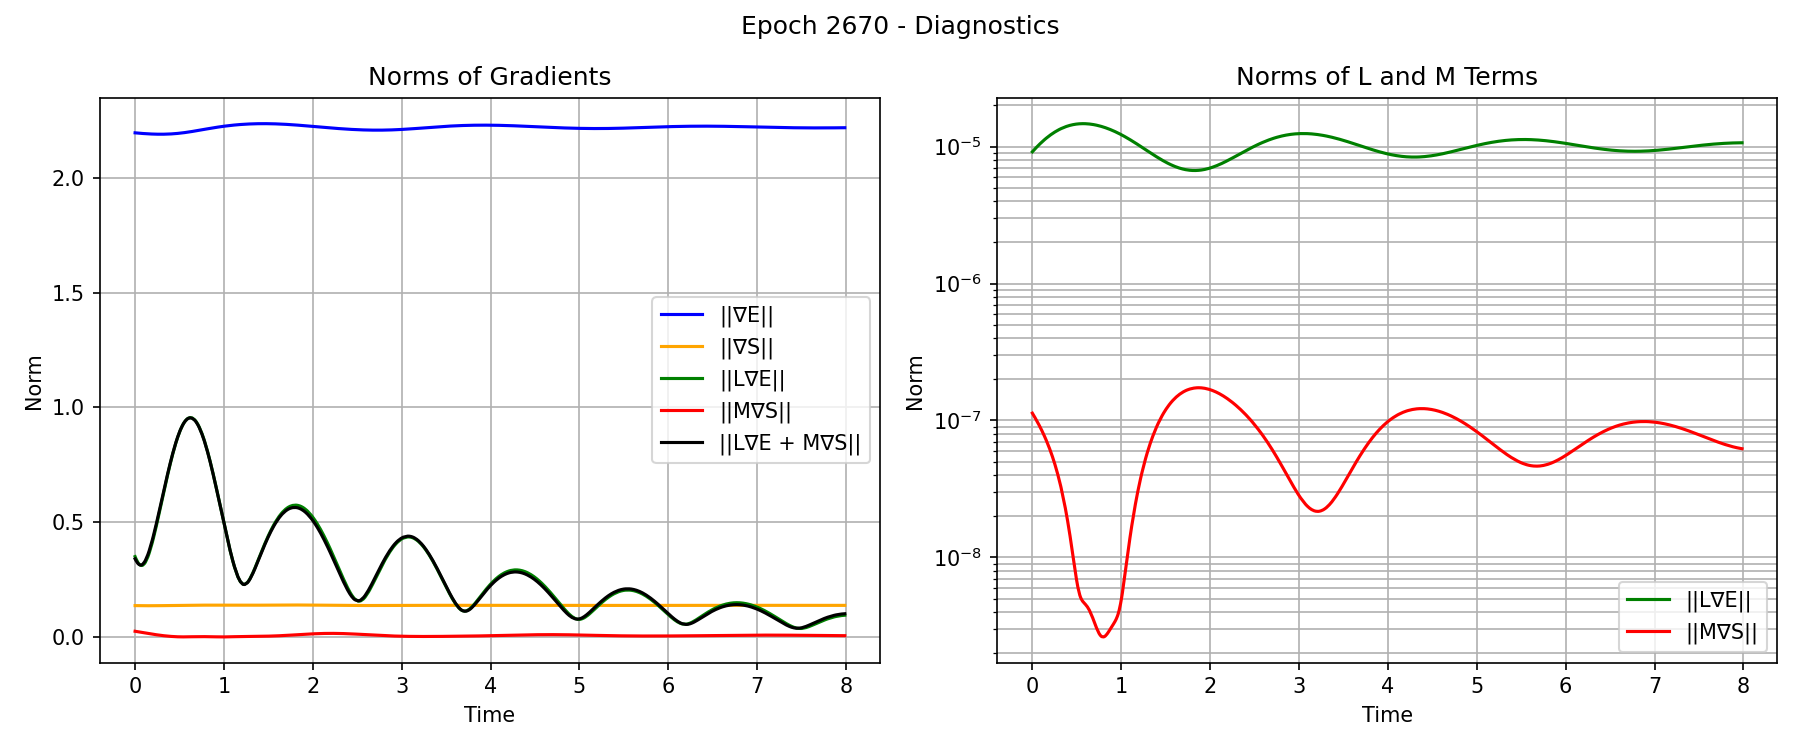 Epoch 2670 - Diagnostics
Norms of Gradients
Norm
2.0
1.5
1.0
0.5
0.0
||∇E||
||∇S||
||L∇E||
||M∇S||
||L∇E + M∇S||
0 1 2 3 4 5 6 7 8
Time
Norms of L and M Terms
Norm
10⁻⁵
10⁻⁶
10⁻⁷
10⁻⁸
||L∇E||
||M∇S||
0 1 2 3 4 5 6 7 8
Time